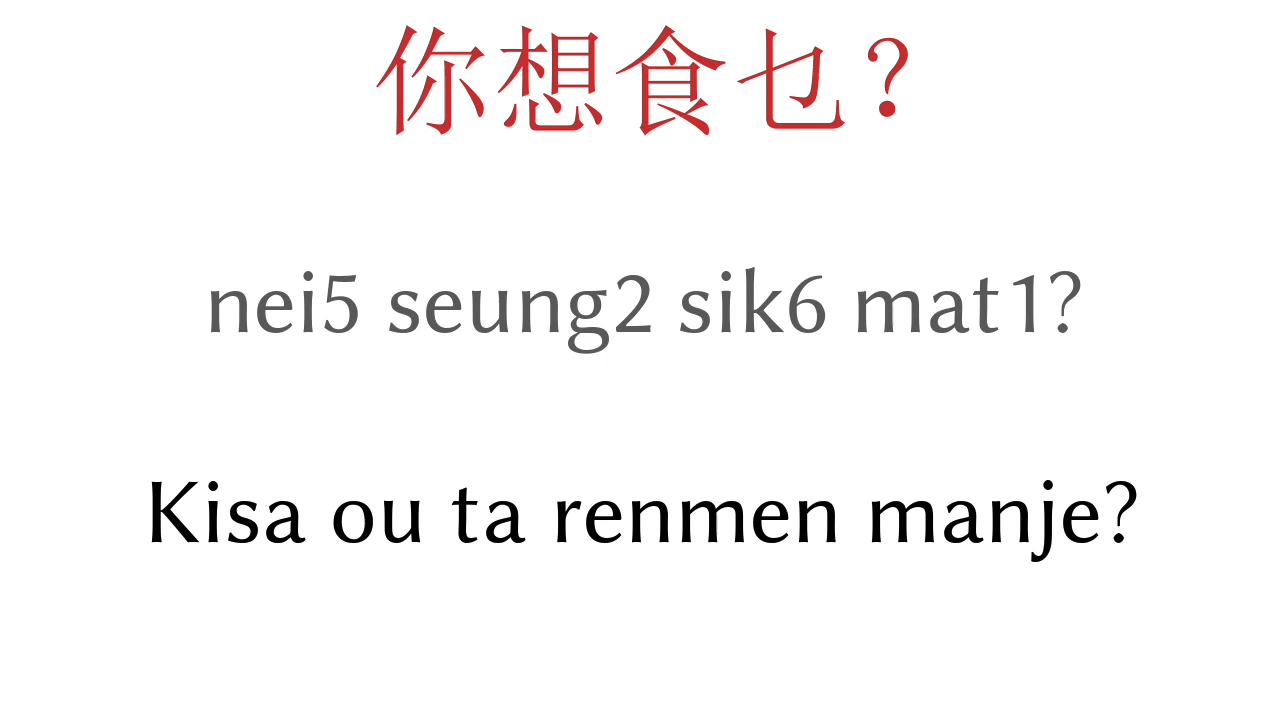 你想食乜？
nei5 seung2 sik6 mat1?
Kisa ou ta renmen manje?